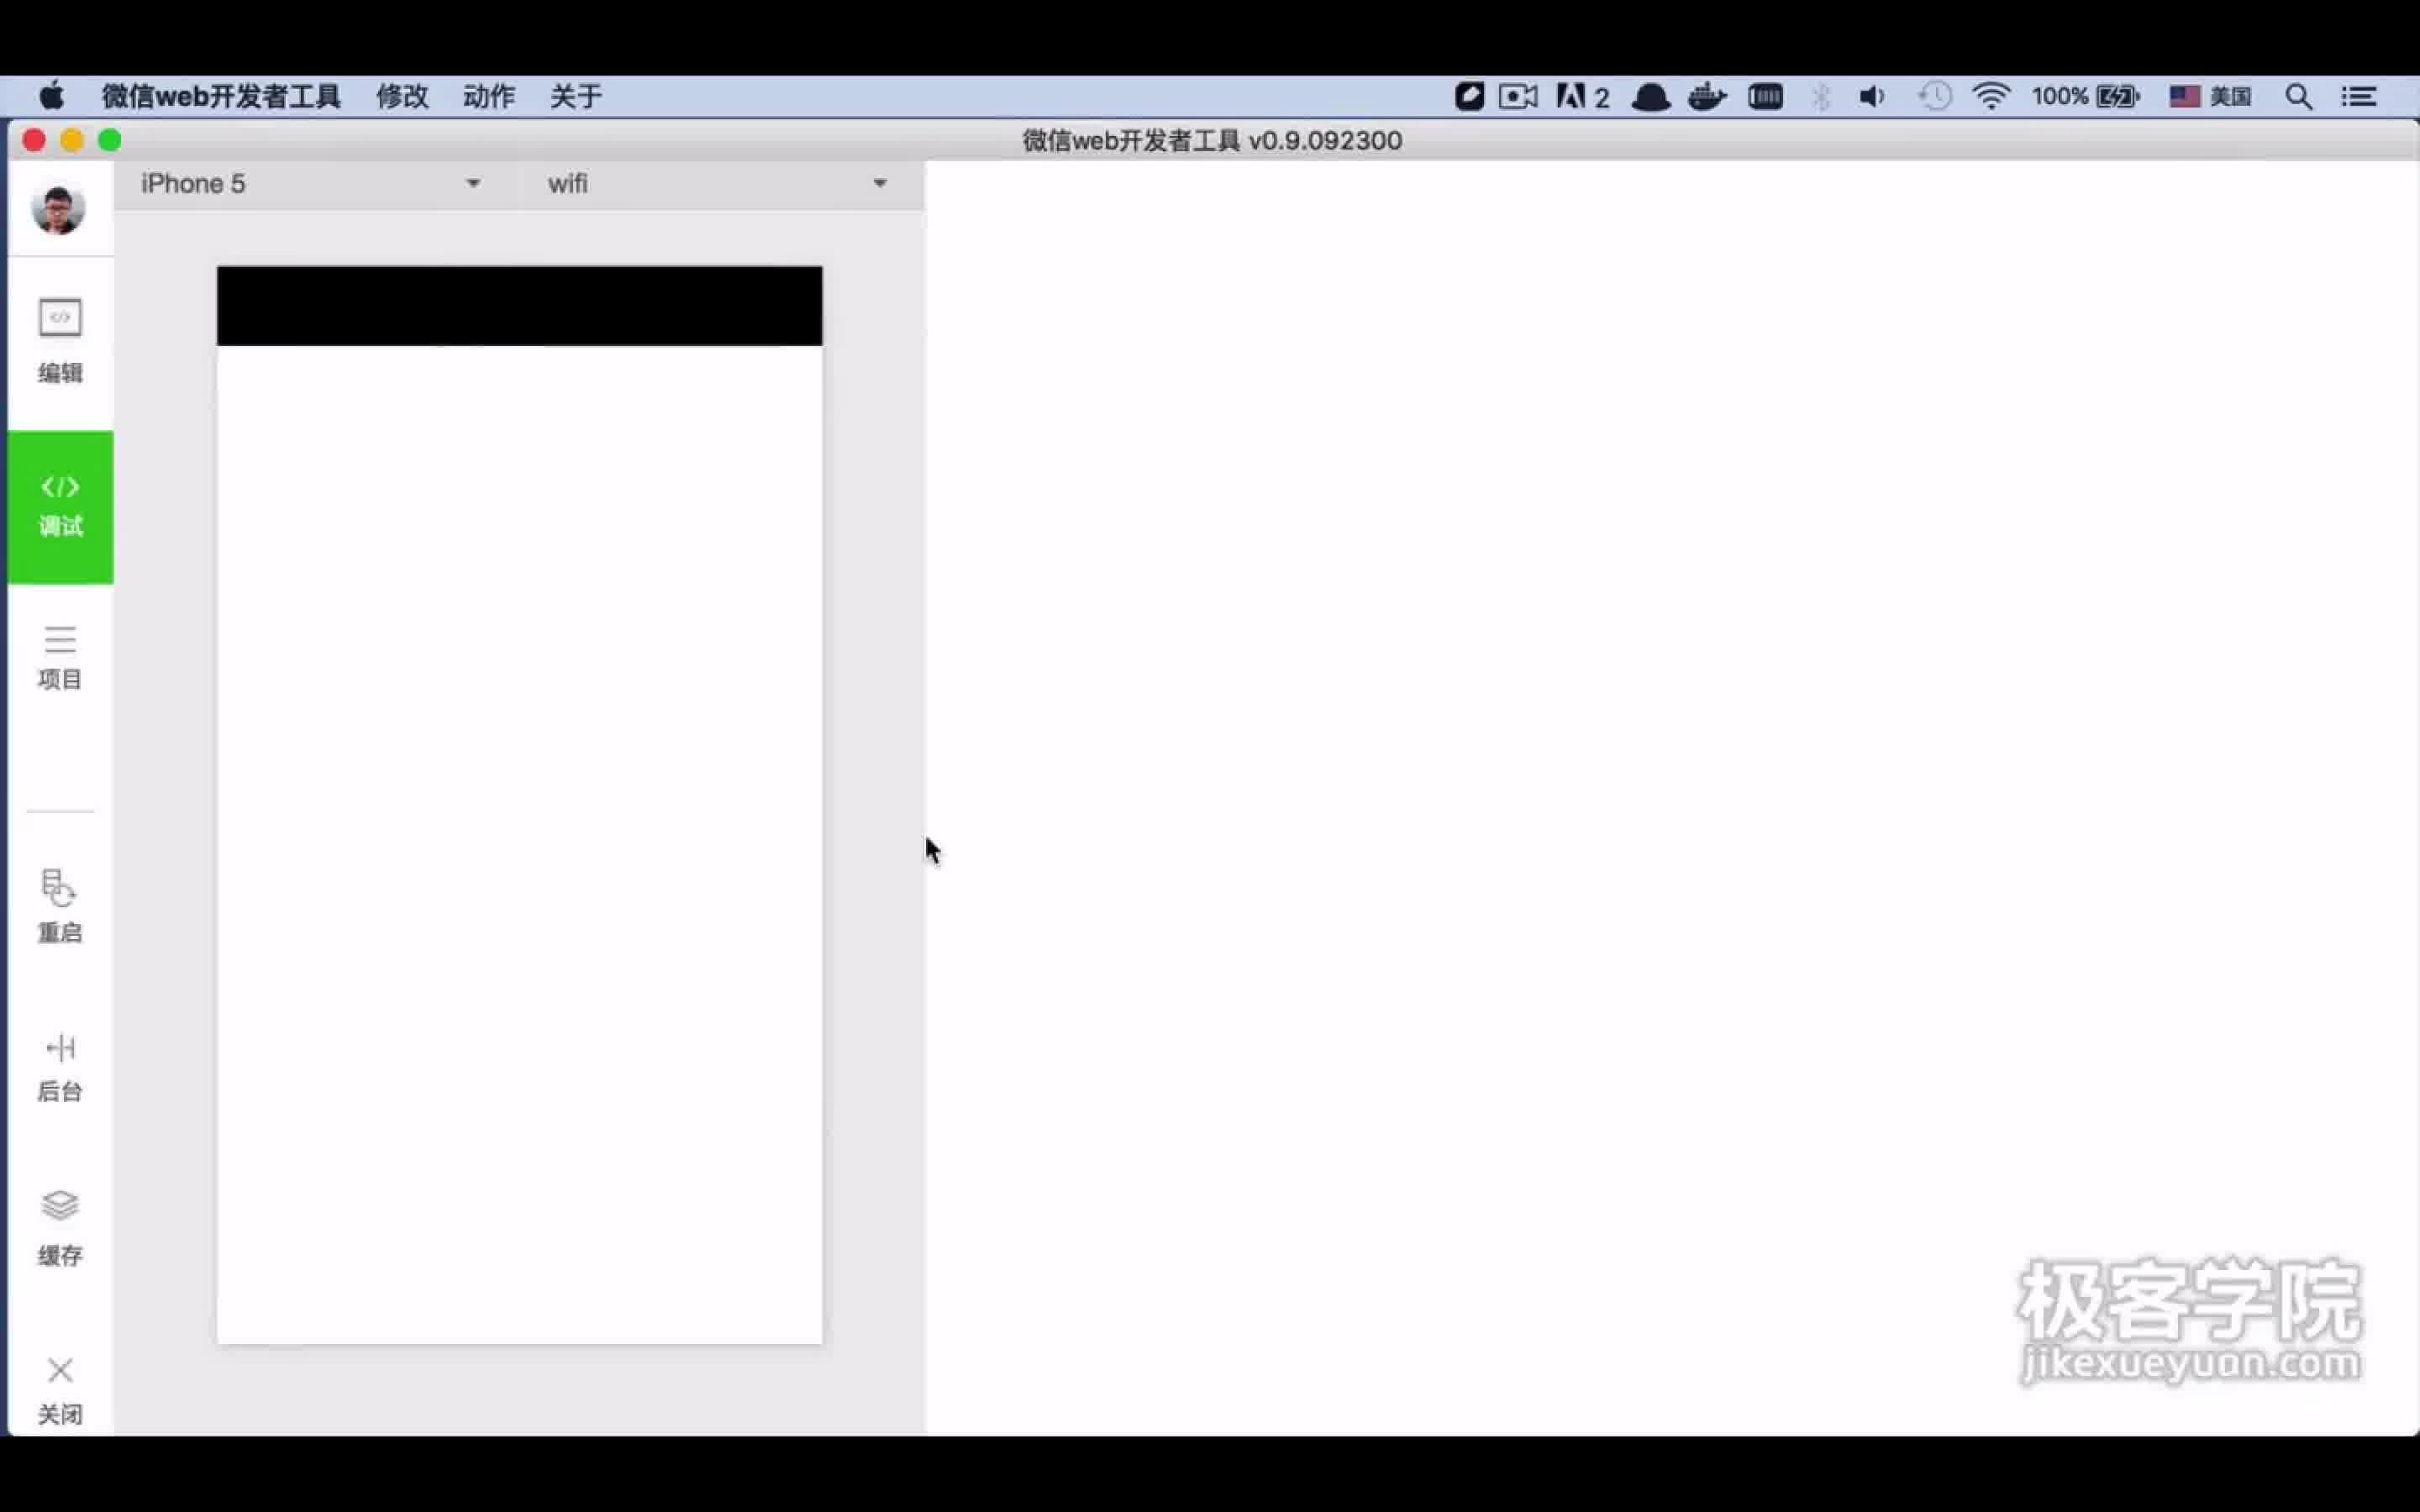 微信web开发者工具 修改 动作 关于 2 100% 美国
微信web开发者工具 v0.9.092300
iPhone 5 wifi
编辑
调试
项目
重启
后台
缓存
关闭
极客学院
jikexueyuan.com